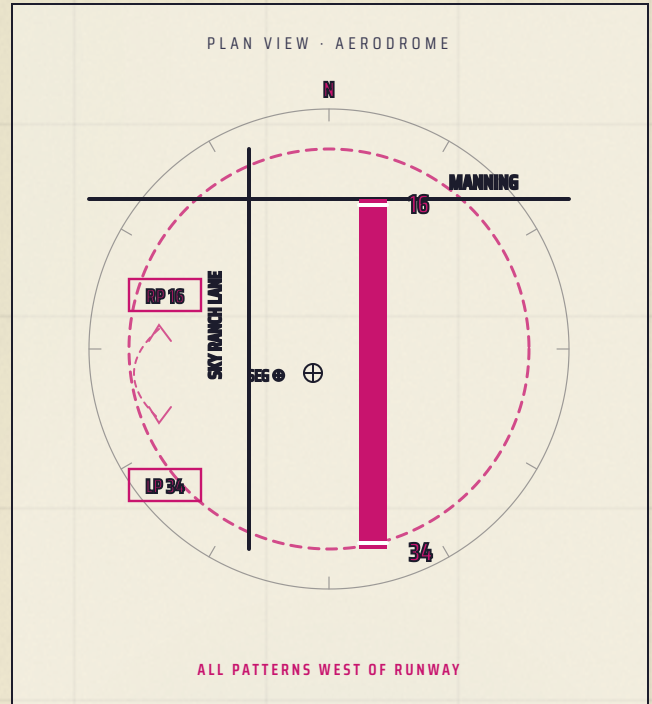 PLAN VIEW · AERODROME
N
MANNING
16
RP 16
SKY RANCH LANE
SEG ⊕
LP 34
34
ALL PATTERNS WEST OF RUNWAY